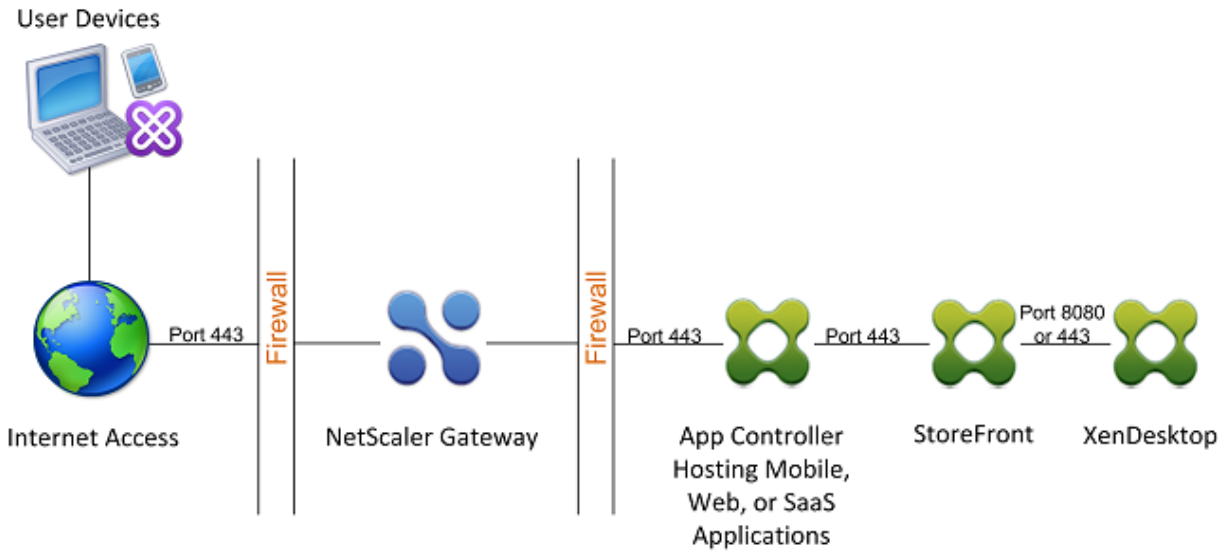 User Devices
Firewall
Firewall
Port 443
Port 443
Port 443
Port 8080
or 443
Internet Access
NetScaler Gateway
App Controller
Hosting Mobile,
Web, or SaaS
Applications
StoreFront
XenDesktop